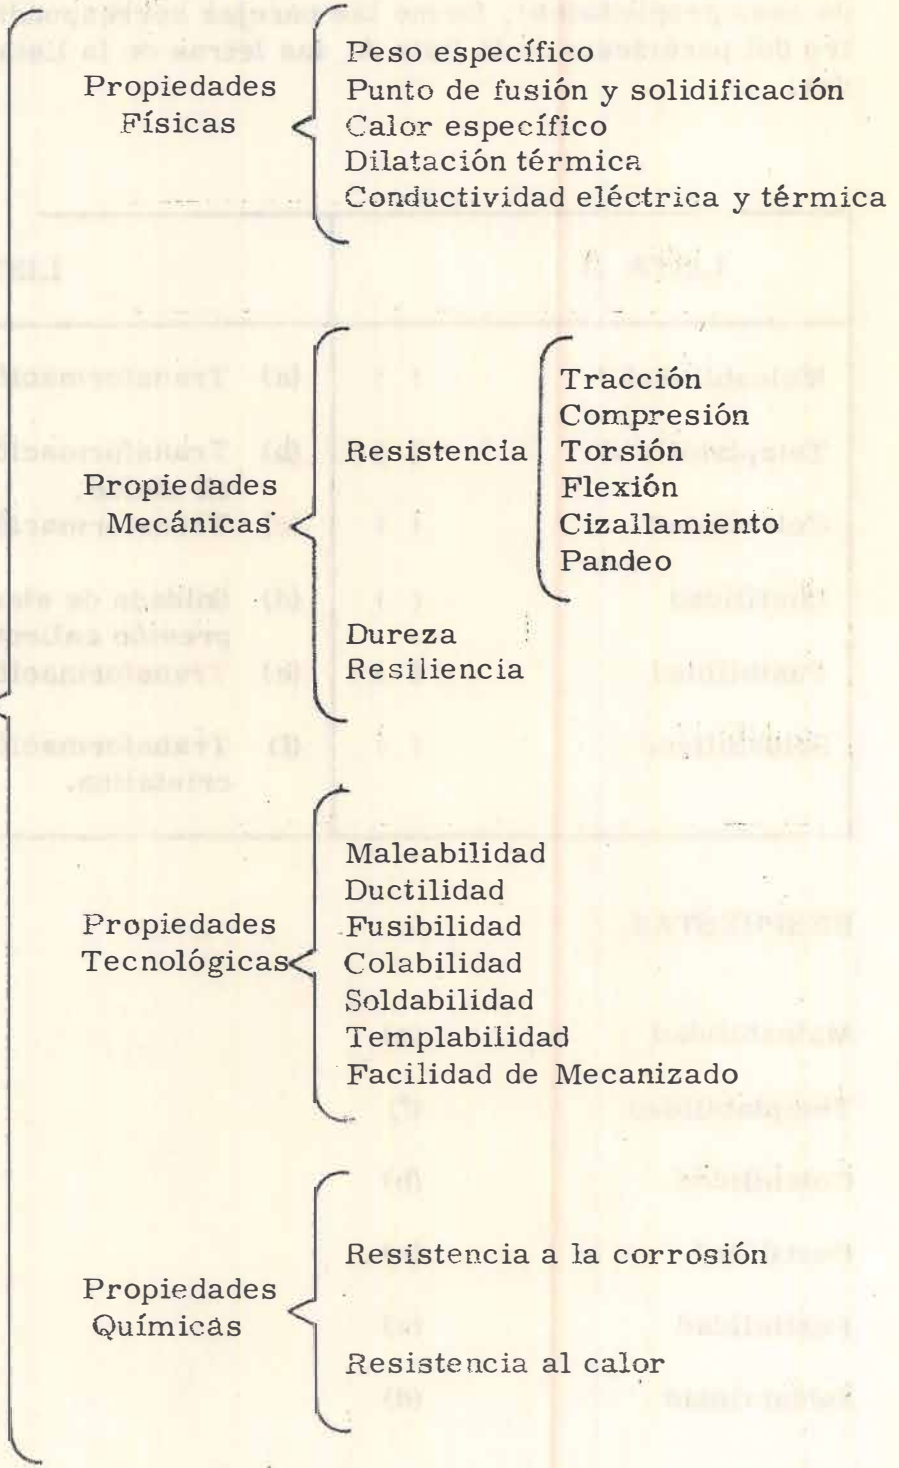 Propiedades
Físicas
Peso específico
Punto de fusión y solidificación
Calor específico
Dilatación térmica
Conductividad eléctrica y térmica
Propiedades
Mecánicas
Resistencia
Tracción
Compresión
Torsión
Flexión
Cizallamiento
Pandeo
Dureza
Resiliencia
Propiedades
Tecnológicas
Maleabilidad
Ductilidad
Fusibilidad
Colabilidad
Soldabilidad
Templabilidad
Facilidad de Mecanizado
Propiedades
Químicas
Resistencia a la corrosión
Resistencia al calor